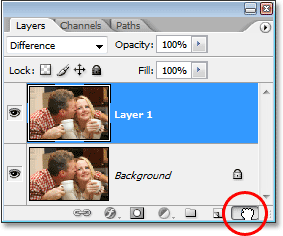 Layers Channels Paths
Difference Opacity: 100%
Lock: Fill: 100%
Layer 1
Background